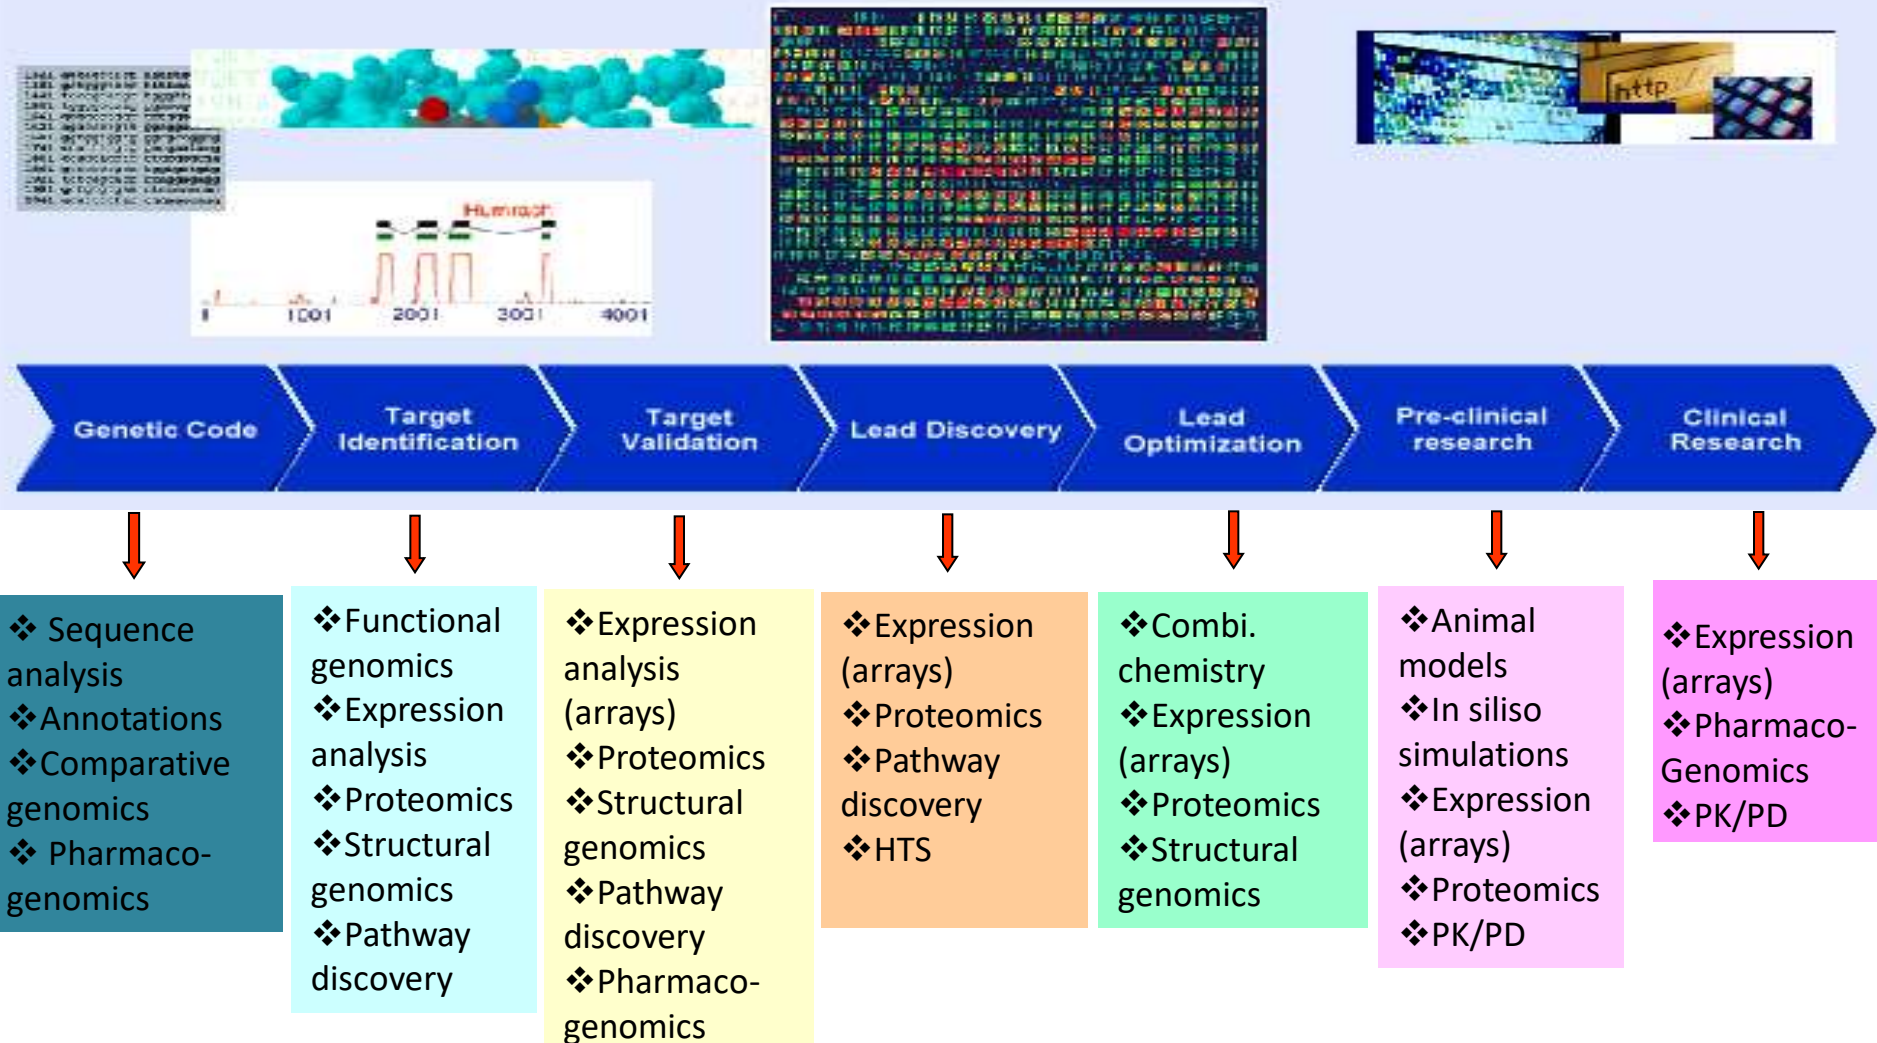 Humrash
1001
2001
3001
4001
http://
Genetic Code
Target
Identification
Target
Validation
Lead Discovery
Lead
Optimization
Pre-clinical
research
Clinical
Research
❖ Sequence
analysis
❖Annotations
❖Comparative
genomics
❖ Pharmaco-
genomics
❖Functional
genomics
❖Expression
analysis
❖Proteomics
❖Structural
genomics
❖Pathway
discovery
❖Expression
analysis
(arrays)
❖Proteomics
❖Structural
genomics
❖Pathway
discovery
❖Pharmaco-
genomics
❖Expression
(arrays)
❖Proteomics
❖Pathway
discovery
❖HTS
❖Combi.
chemistry
❖Expression
(arrays)
❖Proteomics
❖Structural
genomics
❖Animal
models
❖In siliso
simulations
❖Expression
(arrays)
❖Proteomics
❖PK/PD
❖Expression
(arrays)
❖Pharmaco-
Genomics
❖PK/PD